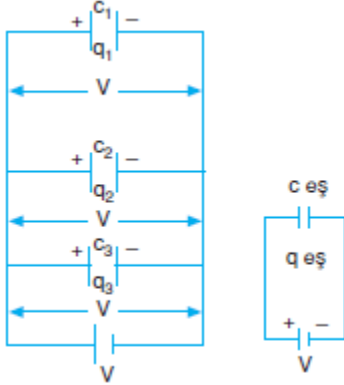 c₁
+ −
q₁
V
c₂
+ −
q₂
V
c₃
+ −
q₃
V
V
c eş
q eş
+ −
V